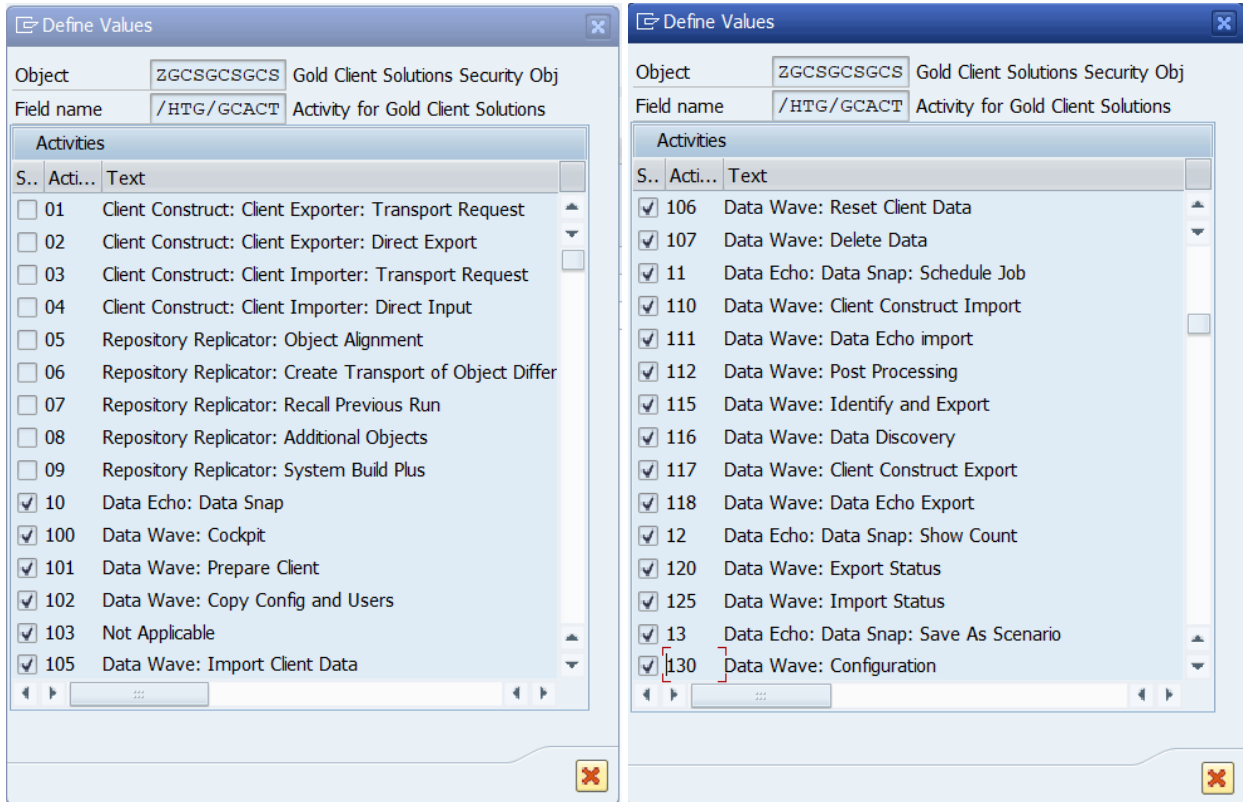 Define Values
Object ZGCSGCSGCS Gold Client Solutions Security Obj
Field name /HTG/GCACT Activity for Gold Client Solutions
Activities
S.. Acti... Text
01 Client Construct: Client Exporter: Transport Request
02 Client Construct: Client Exporter: Direct Export
03 Client Construct: Client Importer: Transport Request
04 Client Construct: Client Importer: Direct Input
05 Repository Replicator: Object Alignment
06 Repository Replicator: Create Transport of Object Differ
07 Repository Replicator: Recall Previous Run
08 Repository Replicator: Additional Objects
09 Repository Replicator: System Build Plus
10 Data Echo: Data Snap
100 Data Wave: Cockpit
101 Data Wave: Prepare Client
102 Data Wave: Copy Config and Users
103 Not Applicable
105 Data Wave: Import Client Data
Define Values
Object ZGCSGCSGCS Gold Client Solutions Security Obj
Field name /HTG/GCACT Activity for Gold Client Solutions
Activities
S.. Acti... Text
106 Data Wave: Reset Client Data
107 Data Wave: Delete Data
11 Data Echo: Data Snap: Schedule Job
110 Data Wave: Client Construct Import
111 Data Wave: Data Echo import
112 Data Wave: Post Processing
115 Data Wave: Identify and Export
116 Data Wave: Data Discovery
117 Data Wave: Client Construct Export
118 Data Wave: Data Echo Export
12 Data Echo: Data Snap: Show Count
120 Data Wave: Export Status
125 Data Wave: Import Status
13 Data Echo: Data Snap: Save As Scenario
130 Data Wave: Configuration